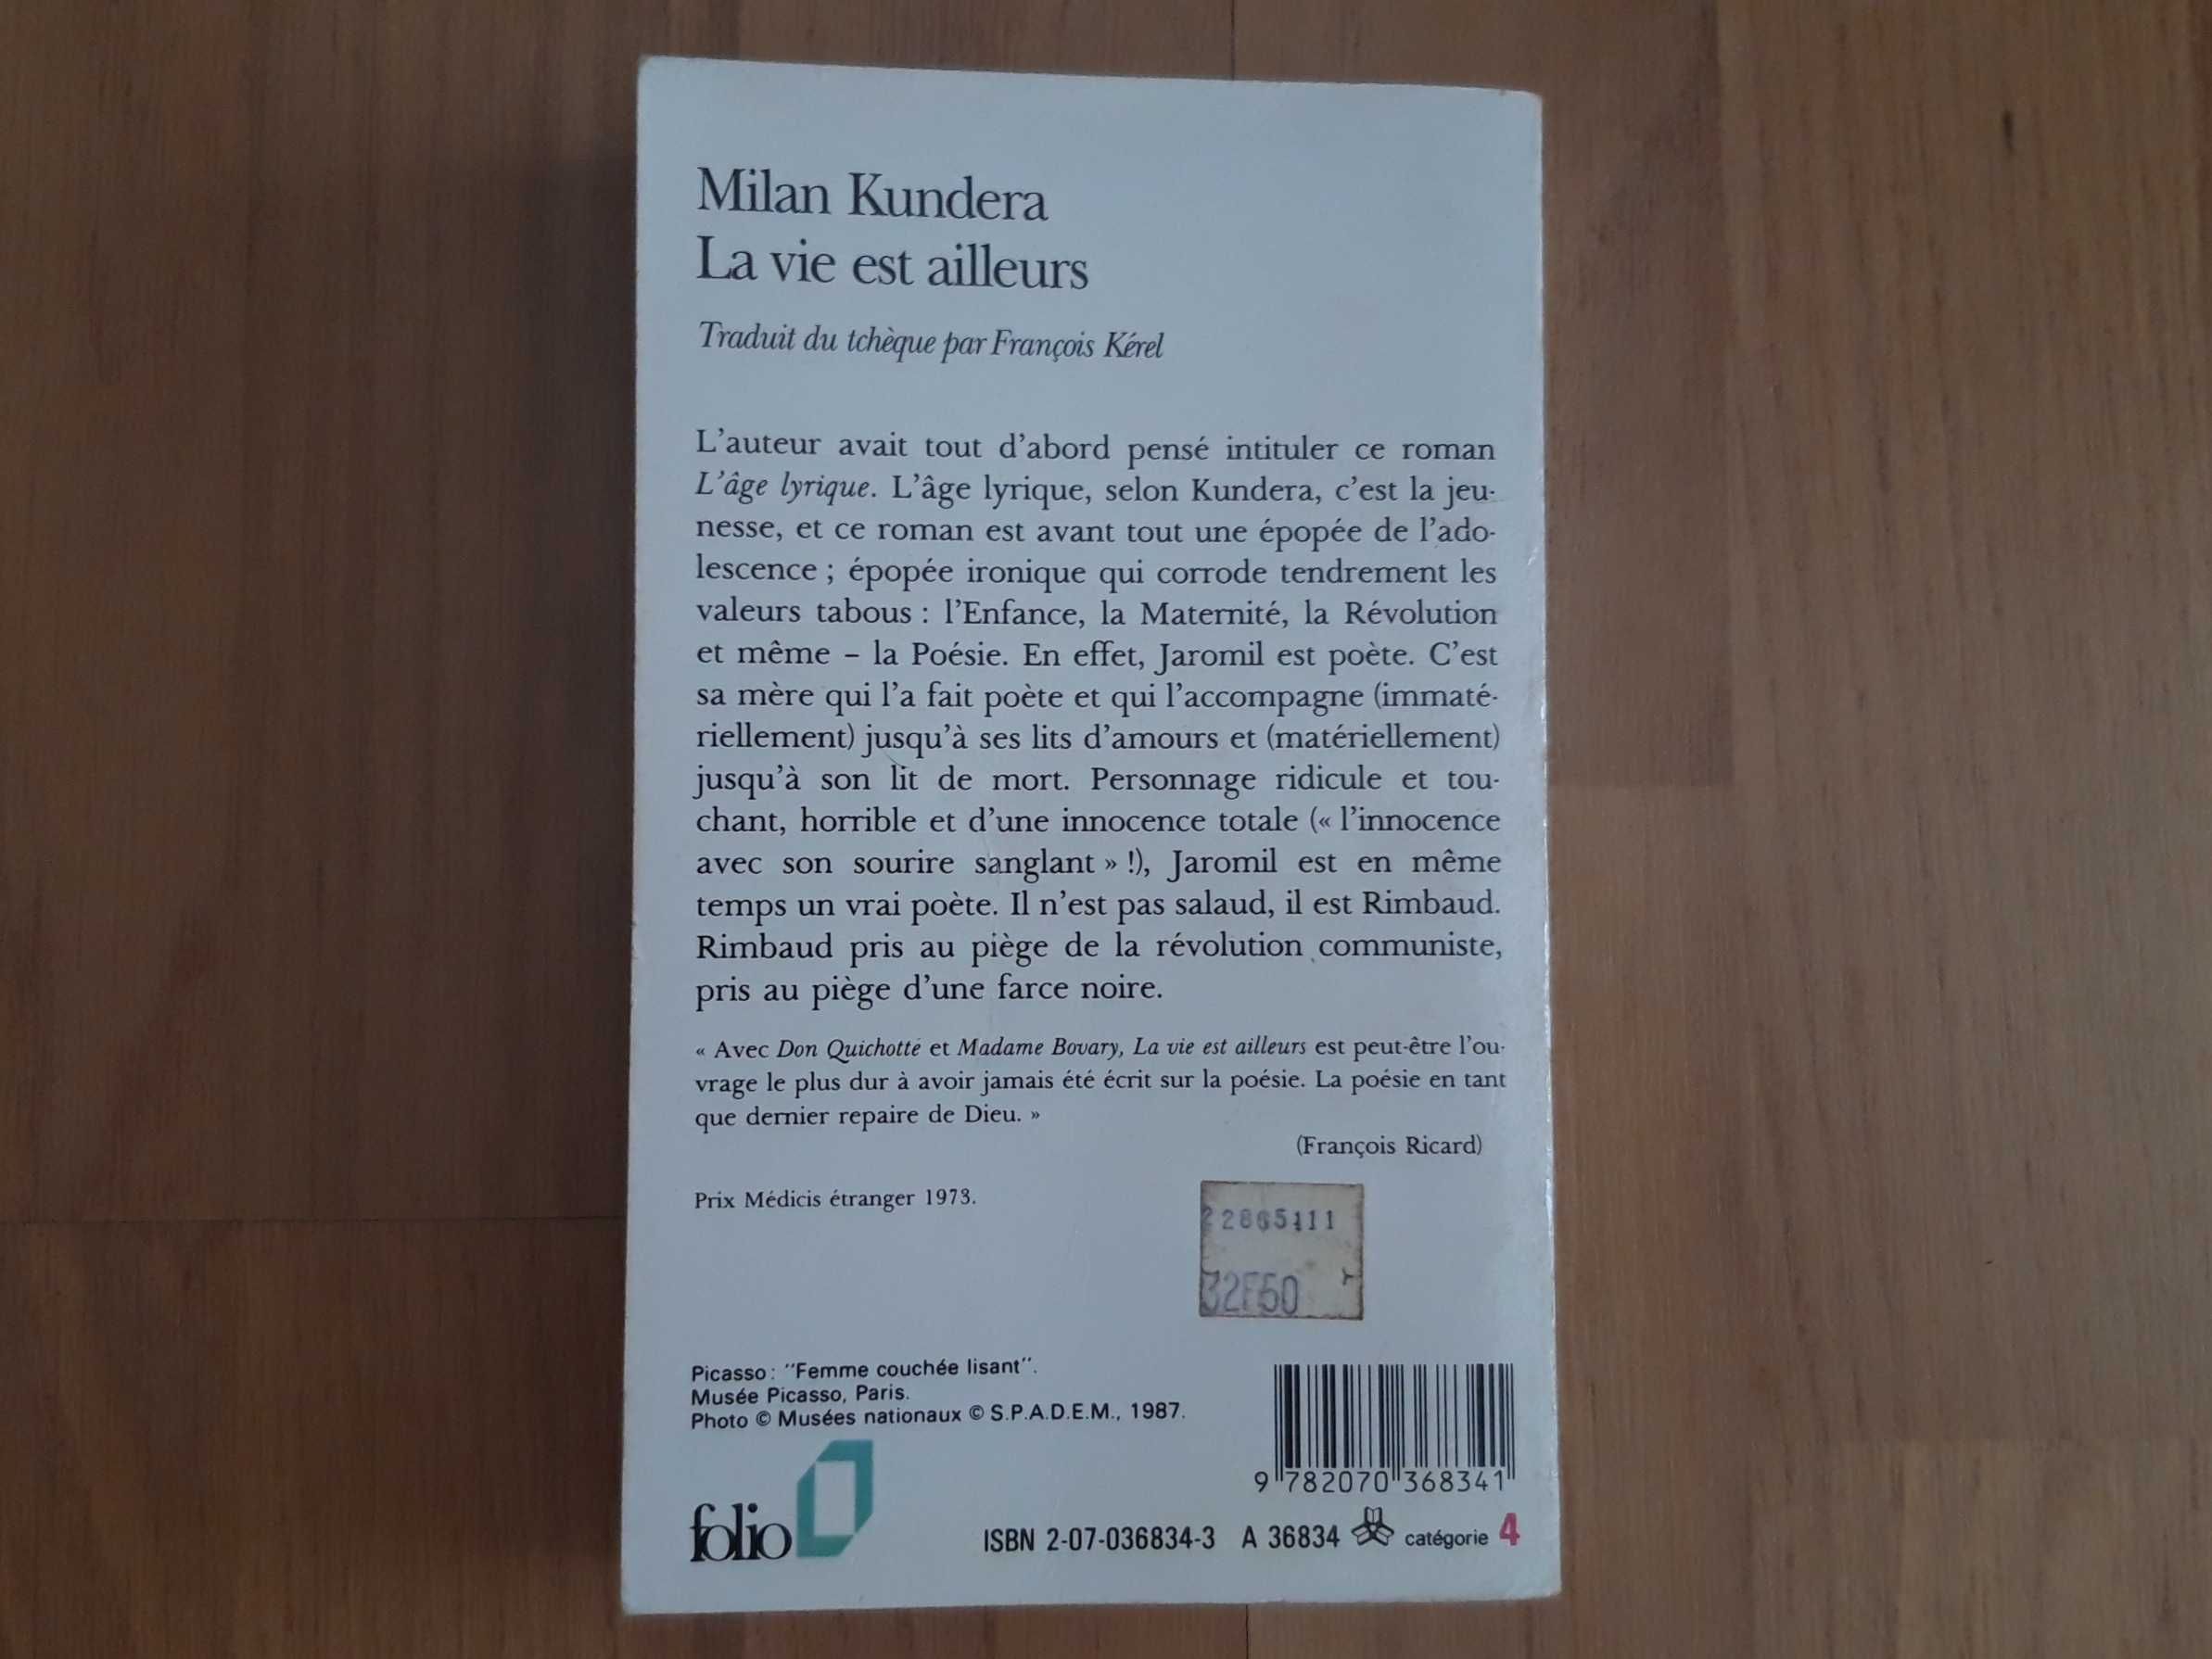 Milan Kundera
La vie est ailleurs
Traduit du tchèque par François Kérel
L'auteur avait tout d'abord pensé intituler ce roman
L'âge lyrique. L'âge lyrique, selon Kundera, c'est la jeu-
nesse, et ce roman est avant tout une épopée de l'ado-
lescence ; épopée ironique qui corrode tendrement les
valeurs tabous : l'Enfance, la Maternité, la Révolution
et même – la Poésie. En effet, Jaromil est poète. C'est
sa mère qui l'a fait poète et qui l'accompagne (immaté-
riellement) jusqu'à ses lits d'amours et (matériellement)
jusqu'à son lit de mort. Personnage ridicule et tou-
chant, horrible et d'une innocence totale (« l'innocence
avec son sourire sanglant » !), Jaromil est en même
temps un vrai poète. Il n'est pas salaud, il est Rimbaud.
Rimbaud pris au piège de la révolution communiste,
pris au piège d'une farce noire.
« Avec Don Quichotte et Madame Bovary, La vie est ailleurs est peut-être l'ou-
vrage le plus dur à avoir jamais été écrit sur la poésie. La poésie en tant
que dernier repaire de Dieu. »
(François Ricard)
Prix Médicis étranger 1973.
32F50
Picasso : "Femme couchée lisant".
Musée Picasso, Paris.
Photo © Musées nationaux © S.P.A.D.E.M., 1987.
9 782070 368341
folio
ISBN 2-07-036834-3 A 36834 catégorie 4